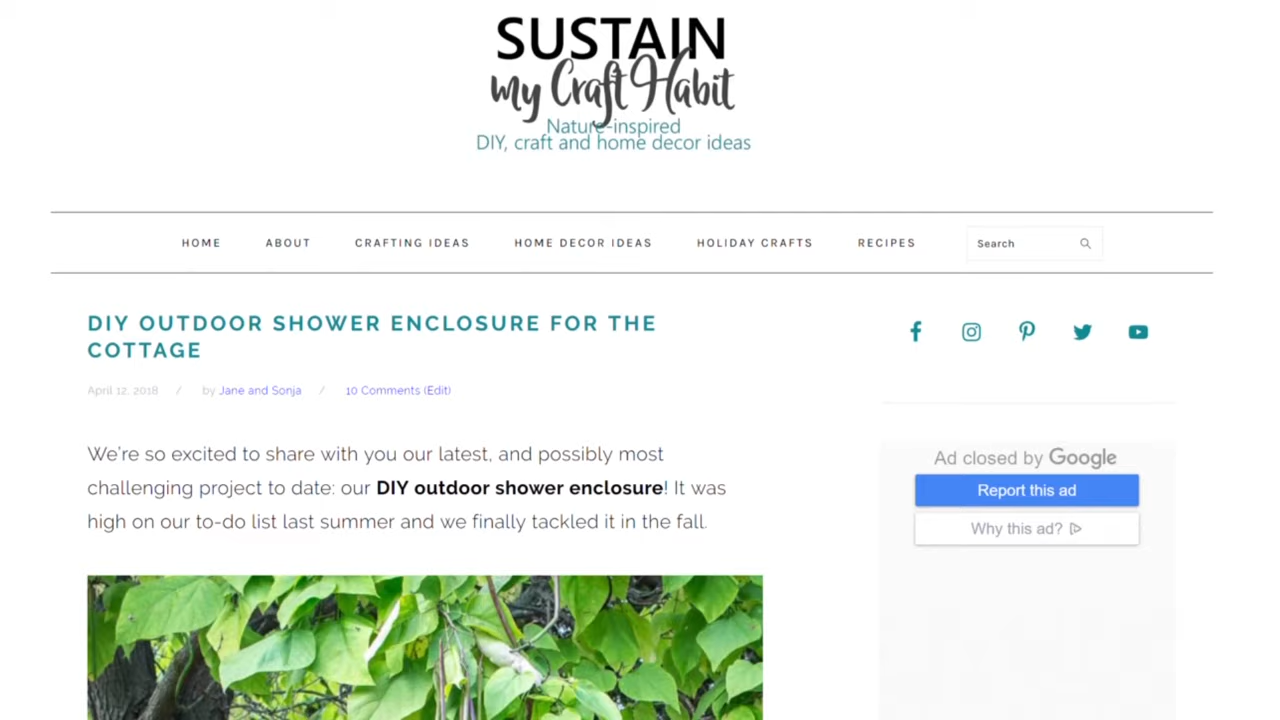 SUSTAIN
my Craft Habit
Nature-inspired
DIY, craft and home decor ideas
HOME ABOUT CRAFTING IDEAS HOME DECOR IDEAS HOLIDAY CRAFTS RECIPES Search
DIY OUTDOOR SHOWER ENCLOSURE FOR THE
COTTAGE
April 12, 2018 / by Jane and Sonja / 10 Comments (Edit)
We're so excited to share with you our latest, and possibly most
challenging project to date: our DIY outdoor shower enclosure! It was
high on our to-do list last summer and we finally tackled it in the fall.
Ad closed by Google
Report this ad
Why this ad?